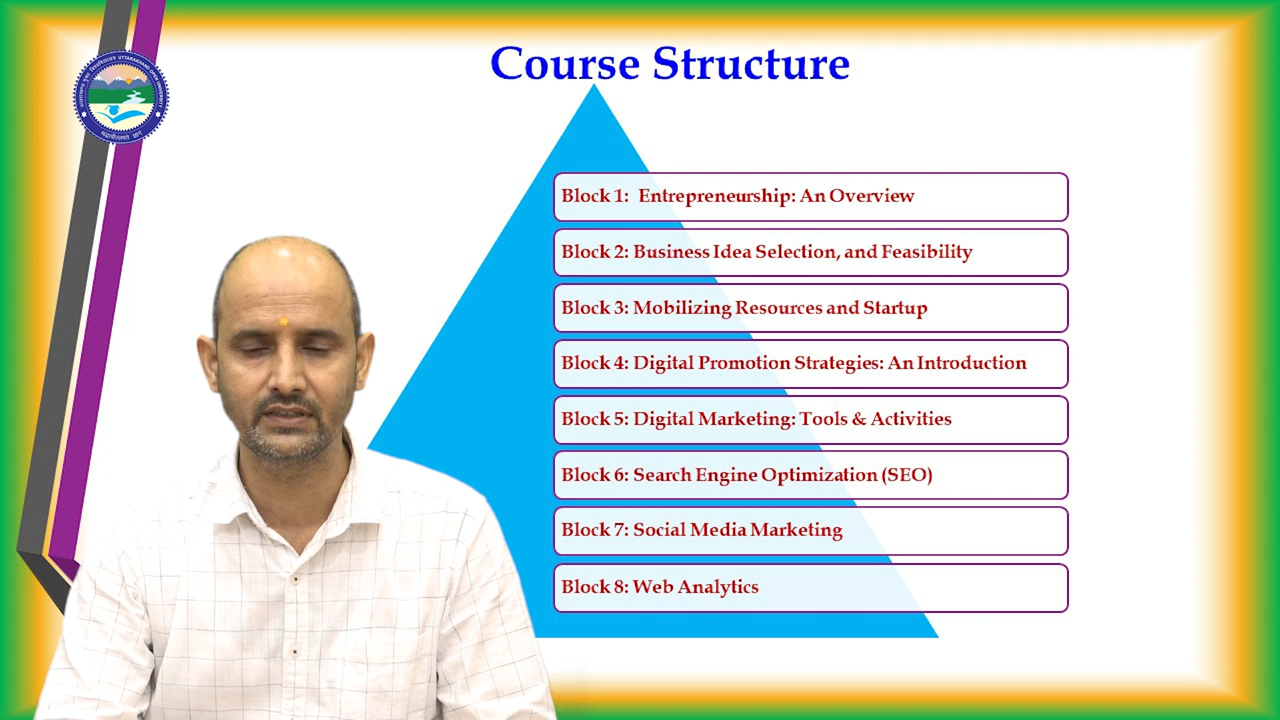 Course Structure
Block 1: Entrepreneurship: An Overview
Block 2: Business Idea Selection, and Feasibility
Block 3: Mobilizing Resources and Startup
Block 4: Digital Promotion Strategies: An Introduction
Block 5: Digital Marketing: Tools & Activities
Block 6: Search Engine Optimization (SEO)
Block 7: Social Media Marketing
Block 8: Web Analytics